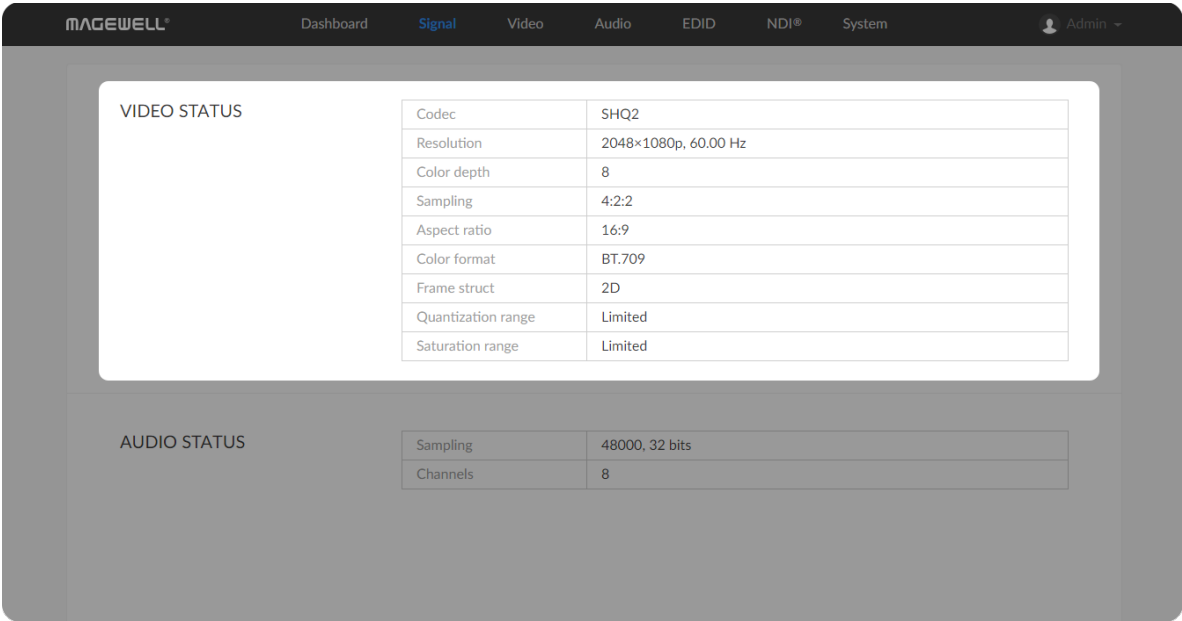 MAGEWELL® Dashboard Signal Video Audio EDID NDI® System Admin
VIDEO STATUS
Codec SHQ2
Resolution 2048×1080p, 60.00 Hz
Color depth 8
Sampling 4:2:2
Aspect ratio 16:9
Color format BT.709
Frame struct 2D
Quantization range Limited
Saturation range Limited
AUDIO STATUS
Sampling 48000, 32 bits
Channels 8